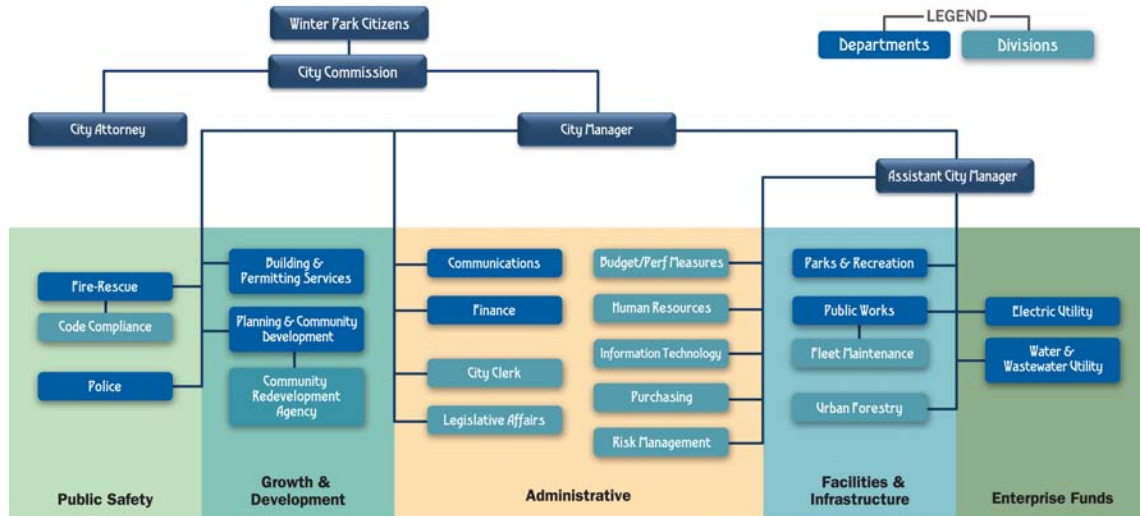 Winter Park Citizens
LEGEND
Departments
Divisions
City Commission
City Attorney
City Manager
Assistant City Manager
Fire-Rescue
Code Compliance
Police
Public Safety
Building &
Permitting Services
Planning & Community
Development
Community
Redevelopment
Agency
Growth &
Development
Communications
Finance
City Clerk
Legislative Affairs
Budget/Perf Measures
Human Resources
Information Technology
Purchasing
Risk Management
Administrative
Parks & Recreation
Public Works
Fleet Maintenance
Urban Forestry
Facilities &
Infrastructure
Electric Utility
Water &
Wastewater Utility
Enterprise Funds